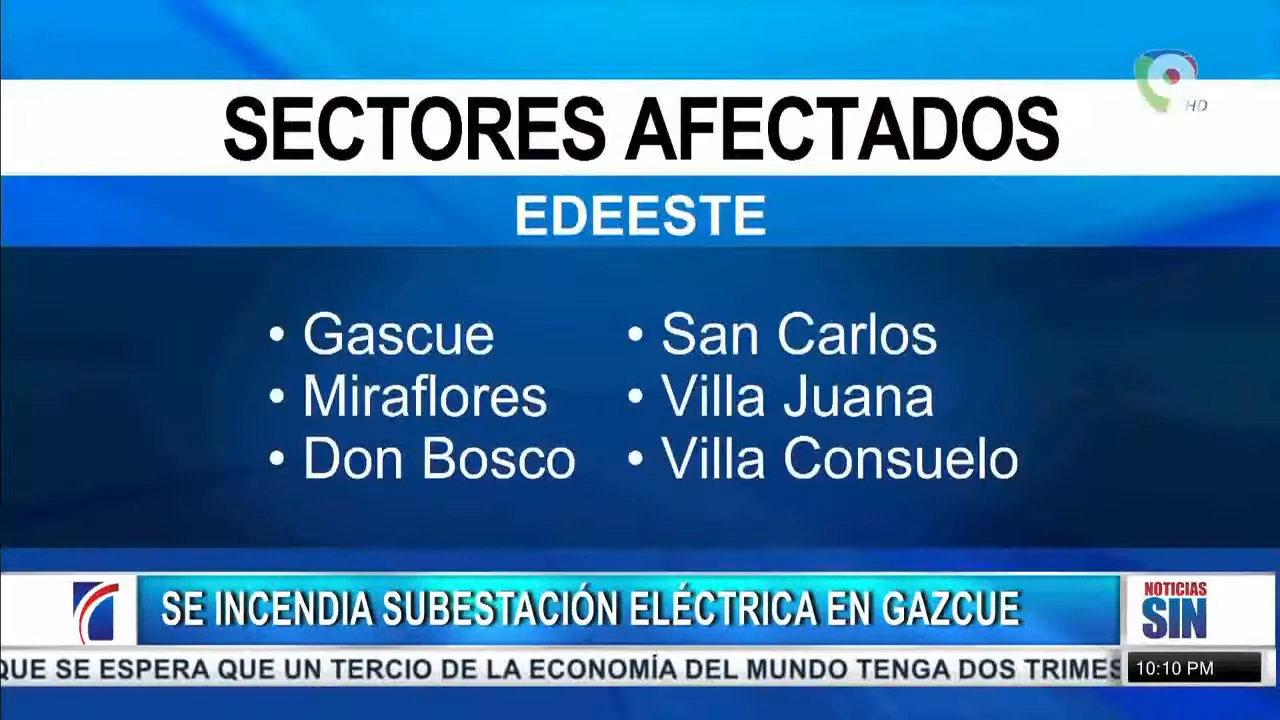 HD
SECTORES AFECTADOS
EDEESTE
• Gascue
• Miraflores
• Don Bosco
• San Carlos
• Villa Juana
• Villa Consuelo
SE INCENDIA SUBESTACIÓN ELÉCTRICA EN GAZCUE
NOTICIAS
SIN
QUE SE ESPERA QUE UN TERCIO DE LA ECONOMÍA DEL MUNDO TENGA DOS TRIMES
10:10 PM